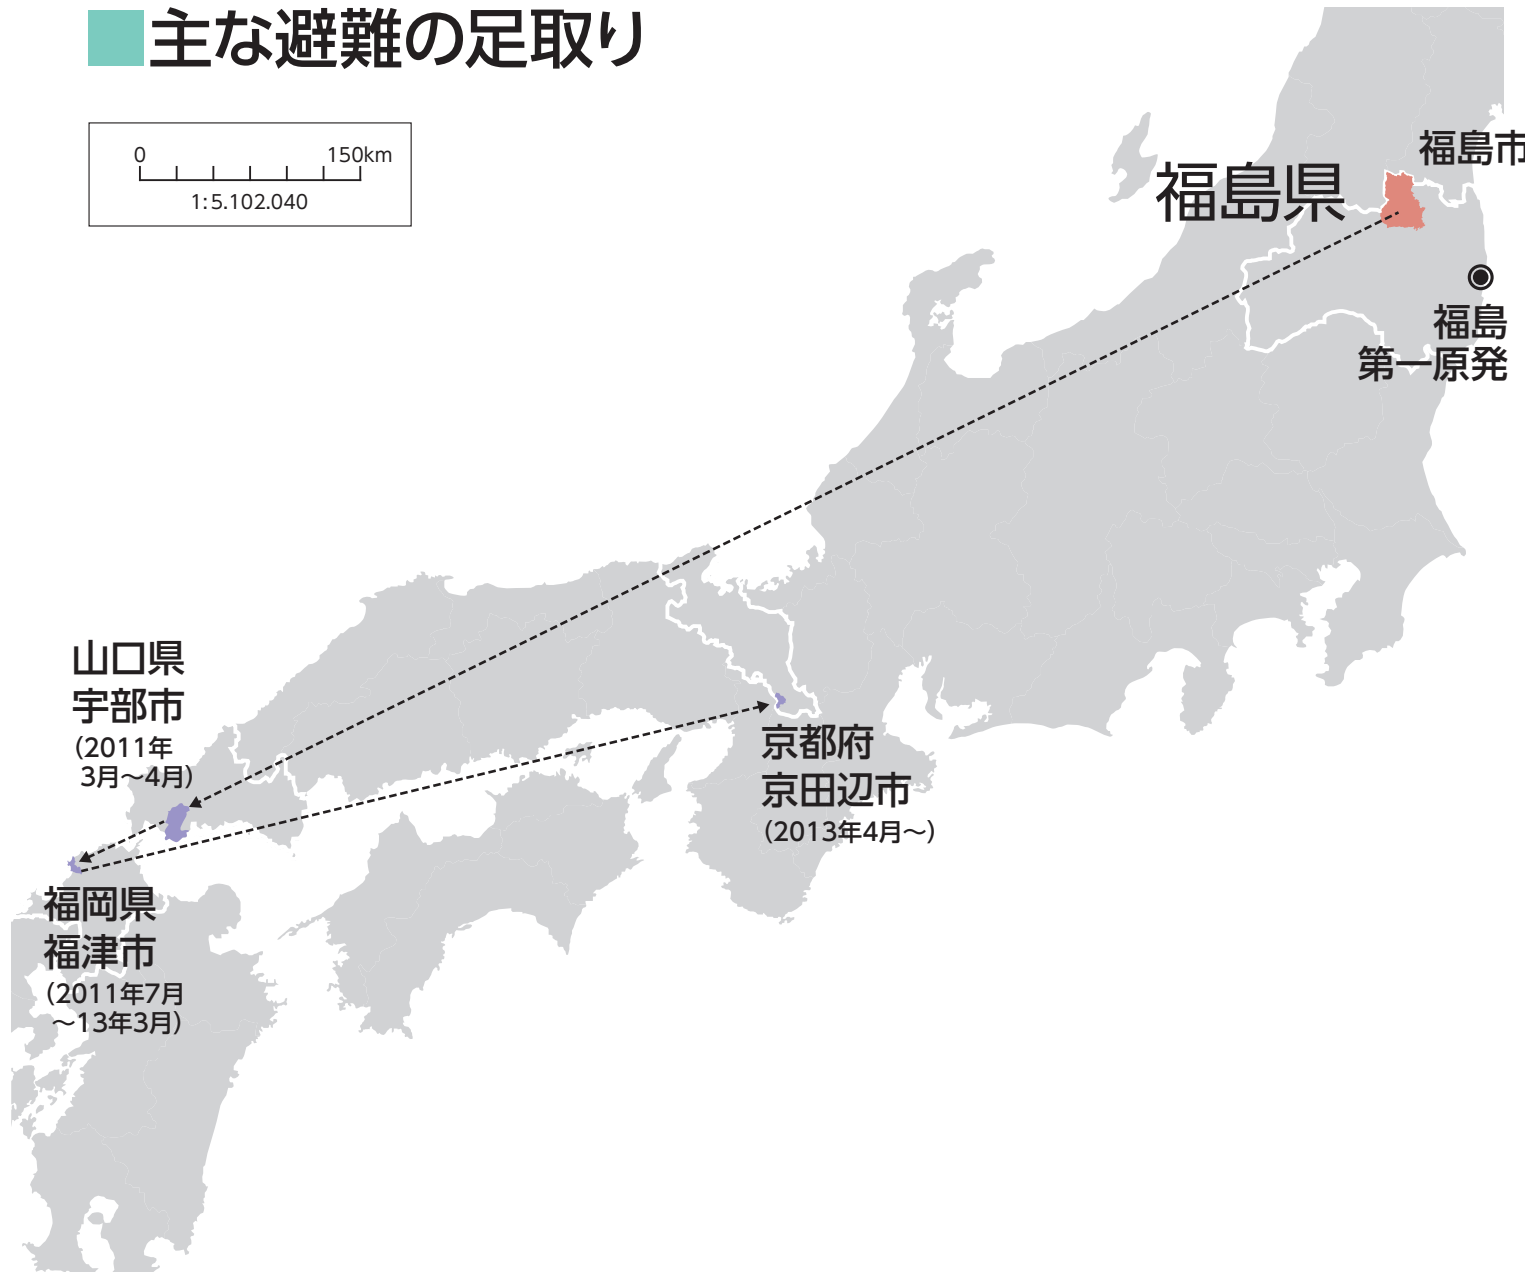 主な避難の足取り
0 150km
1:5.102.040
福島市
福島県
福島
第一原発
山口県
宇部市
(2011年
3月〜4月)
京都府
京田辺市
(2013年4月〜)
福岡県
福津市
(2011年7月
〜13年3月)